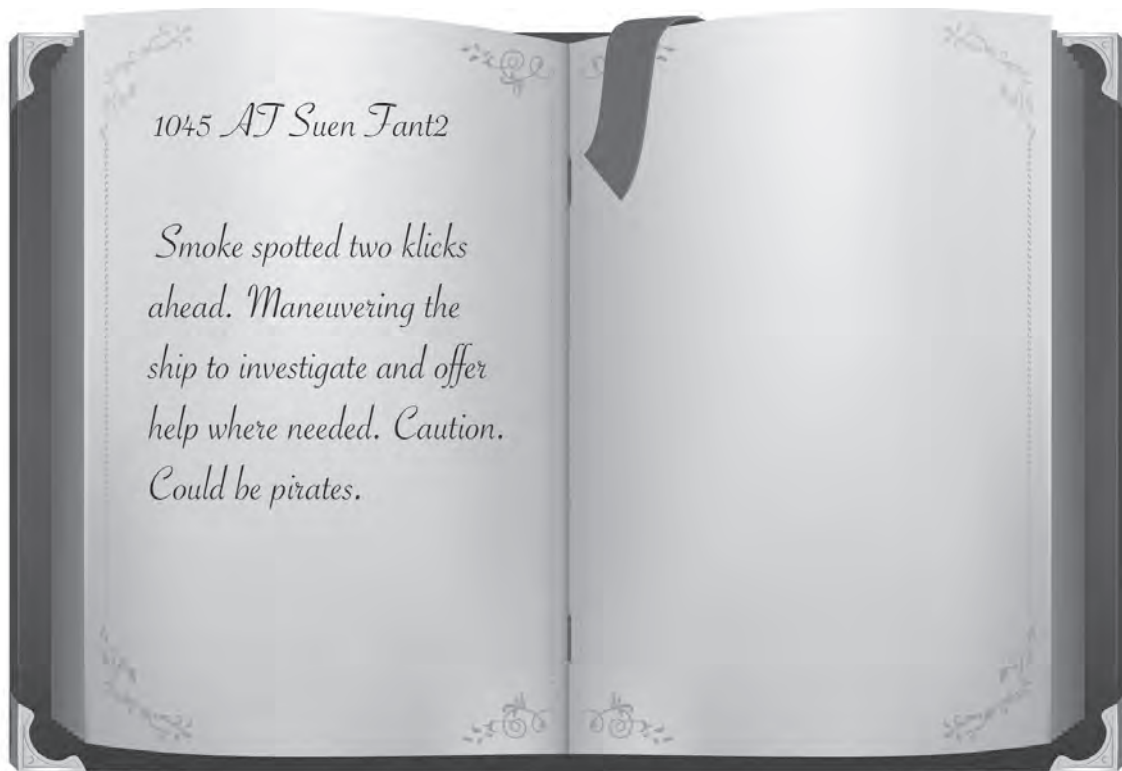 1045 AT Suen Fant2
Smoke spotted two klicks
ahead. Maneuvering the
ship to investigate and offer
help where needed. Caution.
Could be pirates.